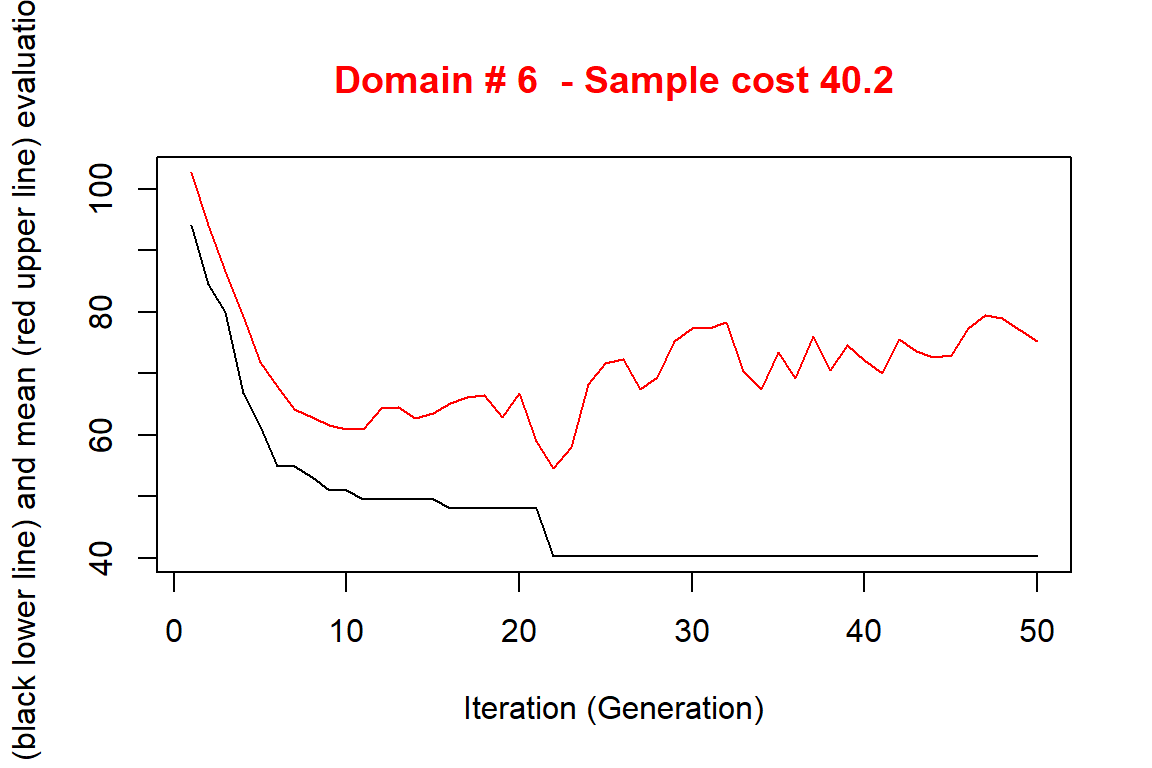 Domain # 6  - Sample cost 40.2
(black lower line) and mean (red upper line) evaluatio
100
80
60
40
0 10 20 30 40 50
Iteration (Generation)